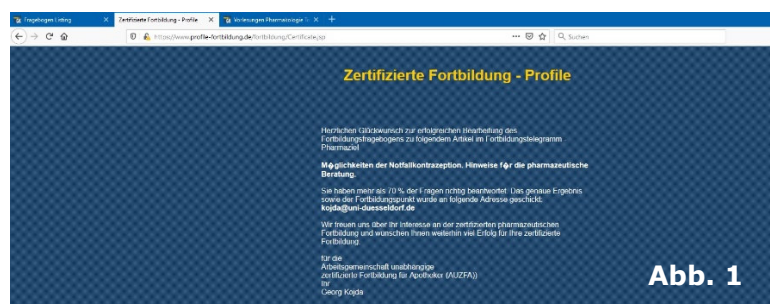 Fragebogen Listing
Zertifizierte Fortbildung - Profile
Vorlesungen Pharmakologie
https://www.profile-fortbildung.de/fortbildung/Certificate.jsp
Suchen
Zertifizierte Fortbildung - Profile
Herzlichen Glückwunsch zur erfolgreichen Bearbeitung des
Fortbildungsfragebogens zu folgendem Artikel im Fortbildungstelegramm
Pharmazie!
M�glichkeiten der Notfallkontrazeption. Hinweise f�r die pharmazeutische
Beratung.
Sie haben mehr als 70 % der Fragen richtig beantwortet. Das genaue Ergebnis
sowie der Fortbildungspunkt wurde an folgende Adresse geschickt:
kojda@uni-duesseldorf.de
Wir freuen uns über Ihr Interesse an der zertifizierten pharmazeutischen
Fortbildung und wünschen Ihnen weiterhin viel Erfolg für Ihre zertifizierte
Fortbildung.
für die
Arbeitsgemeinschaft unabhängige
zertifizierte Fortbildung für Apotheker (AUZFA))
Ihr
Georg Kojda
Abb. 1